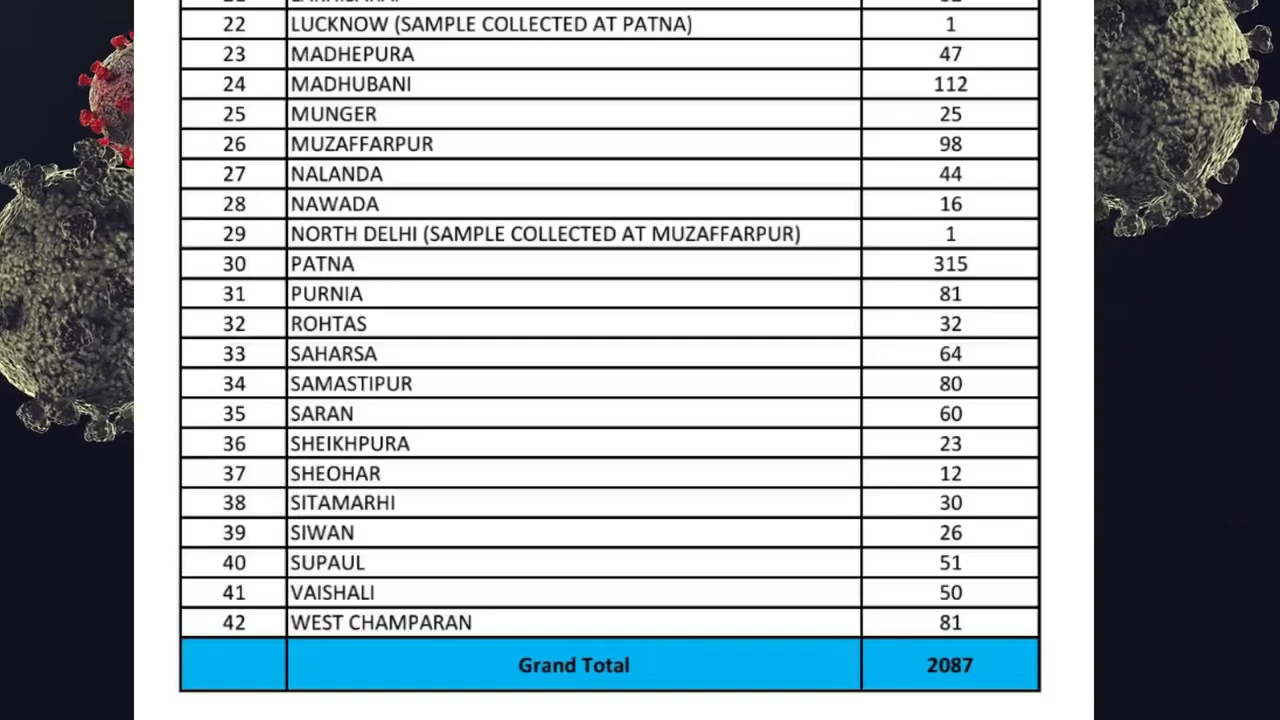 22 LUCKNOW (SAMPLE COLLECTED AT PATNA) 1
23 MADHEPURA 47
24 MADHUBANI 112
25 MUNGER 25
26 MUZAFFARPUR 98
27 NALANDA 44
28 NAWADA 16
29 NORTH DELHI (SAMPLE COLLECTED AT MUZAFFARPUR) 1
30 PATNA 315
31 PURNIA 81
32 ROHTAS 32
33 SAHARSA 64
34 SAMASTIPUR 80
35 SARAN 60
36 SHEIKHPURA 23
37 SHEOHAR 12
38 SITAMARHI 30
39 SIWAN 26
40 SUPAUL 51
41 VAISHALI 50
42 WEST CHAMPARAN 81
Grand Total 2087